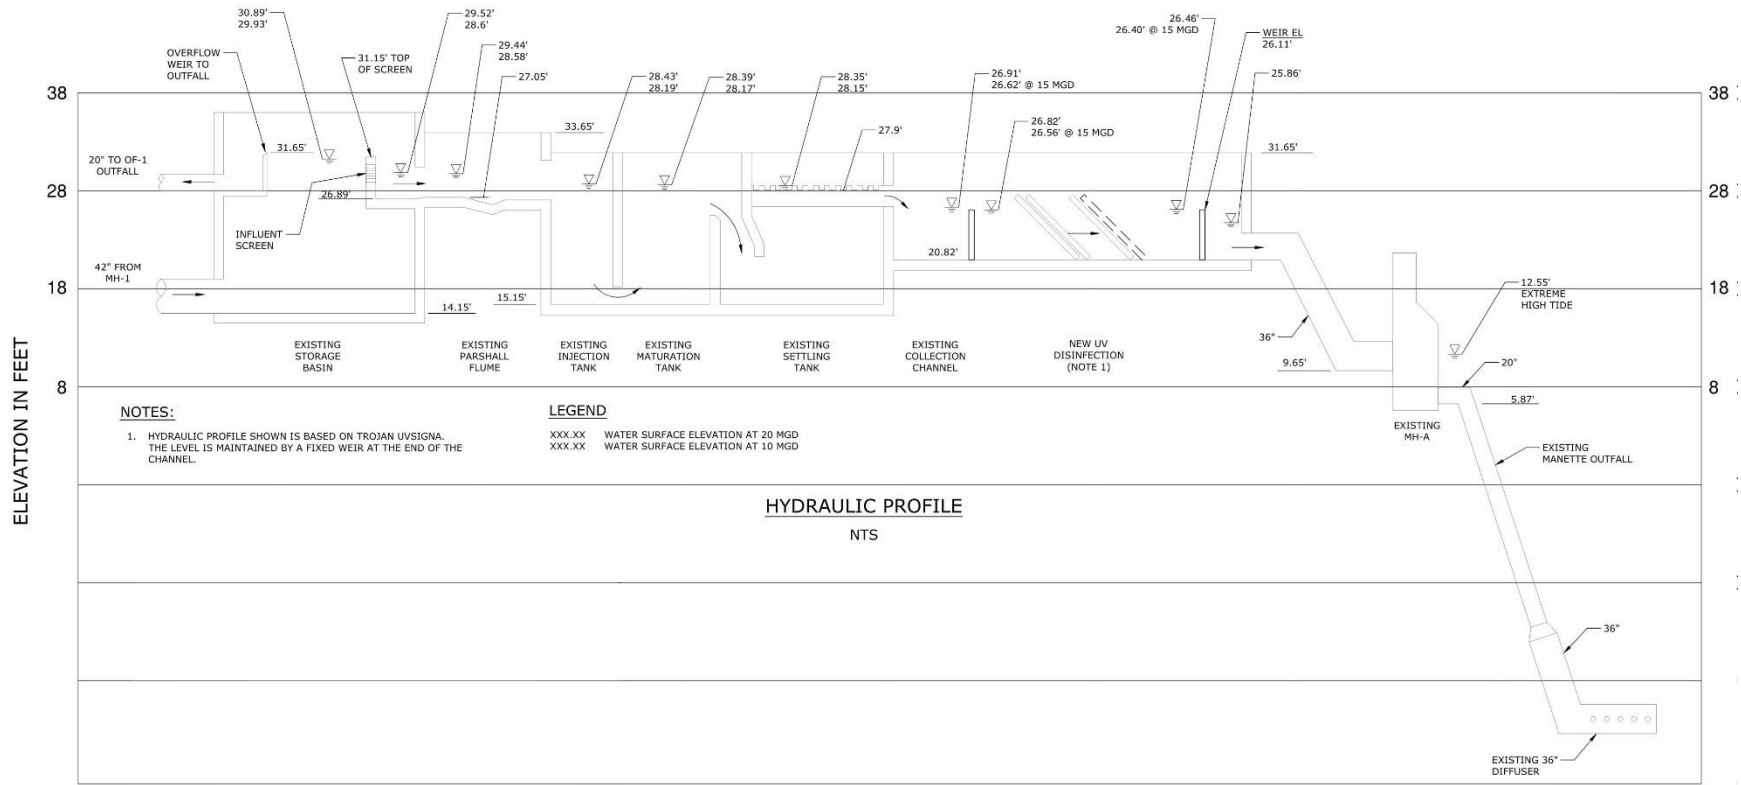 30.89'
29.93'
29.52'
28.6'
26.46'
26.40' @ 15 MGD
WEIR EL
26.11'
29.44'
28.58'
OVERFLOW
WEIR TO
OUTFALL
31.15' TOP
OF SCREEN
27.05'
28.43'
28.19'
28.39'
28.17'
28.35'
28.15'
26.91'
26.62' @ 15 MGD
25.86'
38
38
26.82'
26.56' @ 15 MGD
33.65'
27.9'
31.65'
31.65'
20" TO OF-1
OUTFALL
28
26.89'
28
INFLUENT
SCREEN
20.82'
42" FROM
MH-1
18
14.15'
15.15'
18
12.55'
EXTREME
HIGH TIDE
EXISTING
STORAGE
BASIN
EXISTING
PARSHALL
FLUME
EXISTING
INJECTION
TANK
EXISTING
MATURATION
TANK
EXISTING
SETTLING
TANK
EXISTING
COLLECTION
CHANNEL
NEW UV
DISINFECTION
(NOTE 1)
36"
9.65'
20"
ELEVATION IN FEET
8
8
5.87'
NOTES:
1. HYDRAULIC PROFILE SHOWN IS BASED ON TROJAN UVSIGNA.
THE LEVEL IS MAINTAINED BY A FIXED WEIR AT THE END OF THE
CHANNEL.
LEGEND
XXX.XX WATER SURFACE ELEVATION AT 20 MGD
XXX.XX WATER SURFACE ELEVATION AT 10 MGD
EXISTING
MH-A
EXISTING
MANETTE OUTFALL
HYDRAULIC PROFILE
NTS
36"
EXISTING 36"
DIFFUSER